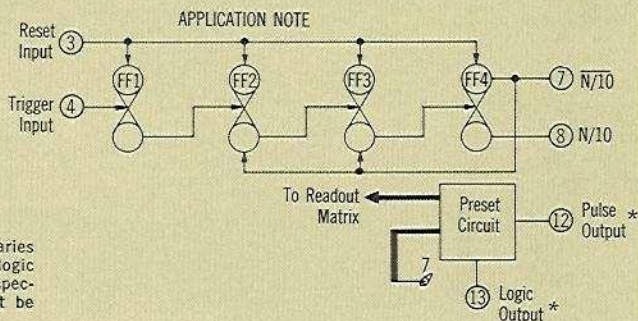 APPLICATION NOTE
Reset
Input
3
FF1
FF2
FF3
FF4
7
N/10
Trigger
Input
4
8
N/10
To Readout
Matrix
Preset
Circuit
12
Pulse
Output *
7
13
Logic
Output *
aries
logic
spec-
t be